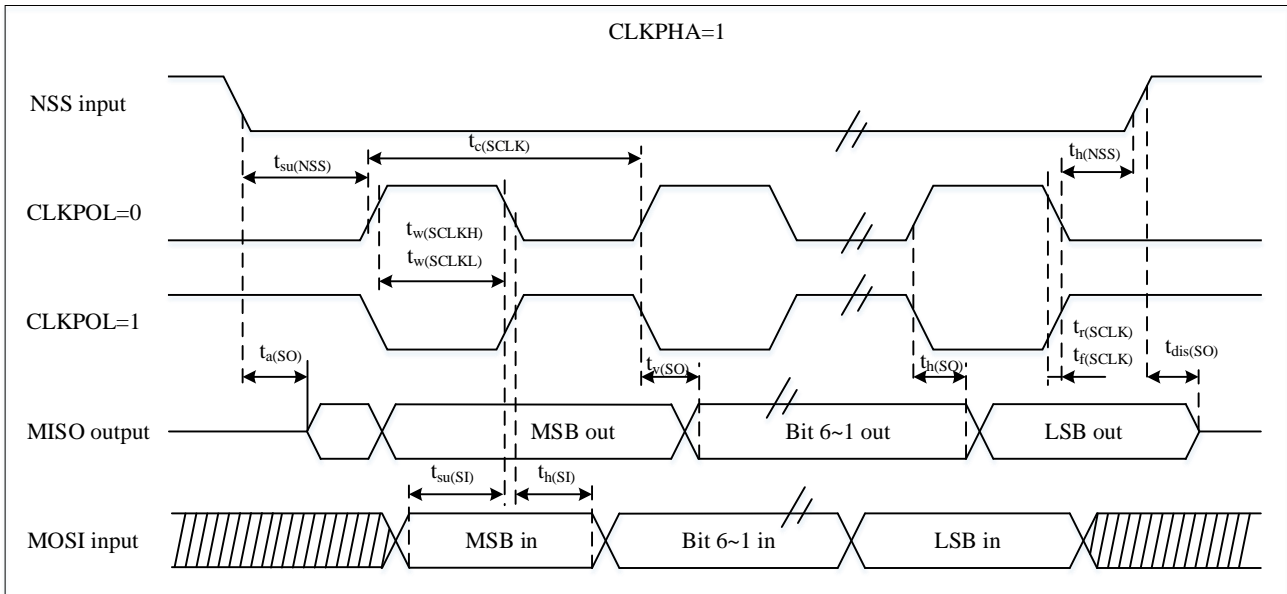 CLKPHA=1
NSS input
tc(SCLK)
tsu(NSS)
th(NSS)
CLKPOL=0
tw(SCLKH)
tw(SCLKL)
CLKPOL=1
tr(SCLK)
tf(SCLK)
ta(SO)
tv(SO)
th(SO)
tdis(SO)
MISO output
MSB out
Bit 6~1 out
LSB out
tsu(SI)
th(SI)
MOSI input
MSB in
Bit 6~1 in
LSB in